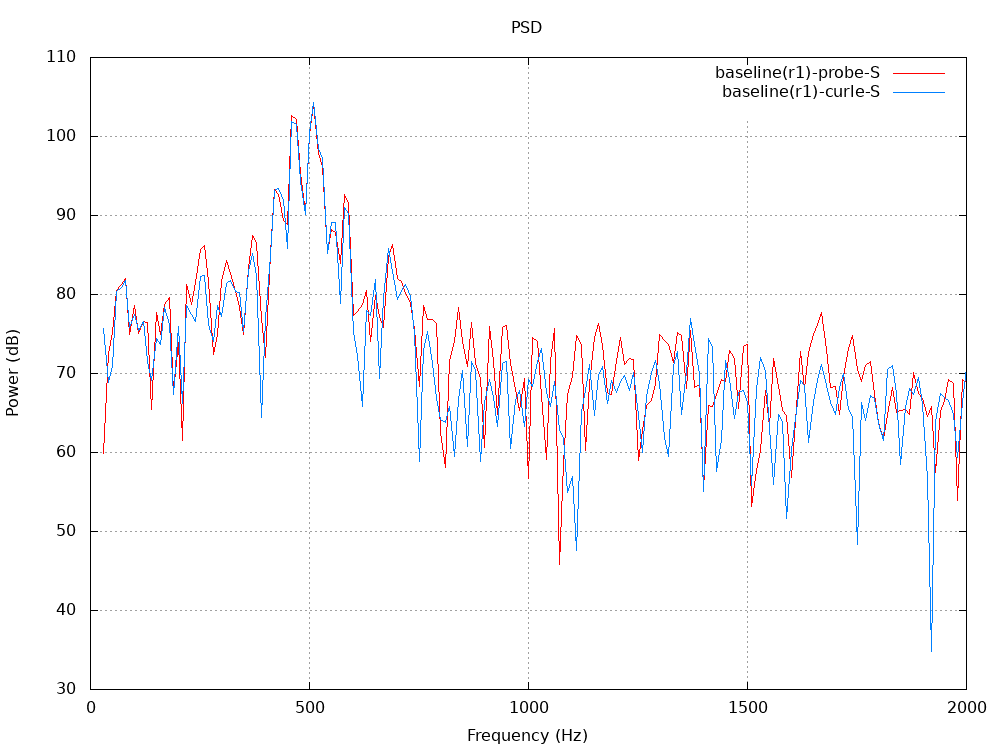 PSD
baseline(r1)-probe-S
baseline(r1)-curle-S
Power (dB)
110
100
90
80
70
60
50
40
30
0 500 1000 1500 2000
Frequency (Hz)